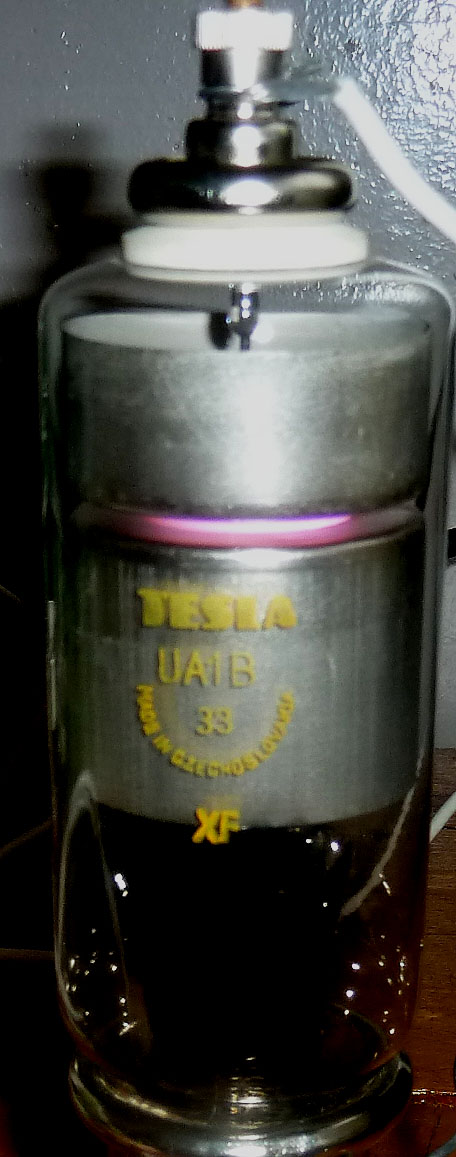 TESLA
UA1B
33
MADE IN CZECHOSLOVAKIA
XF